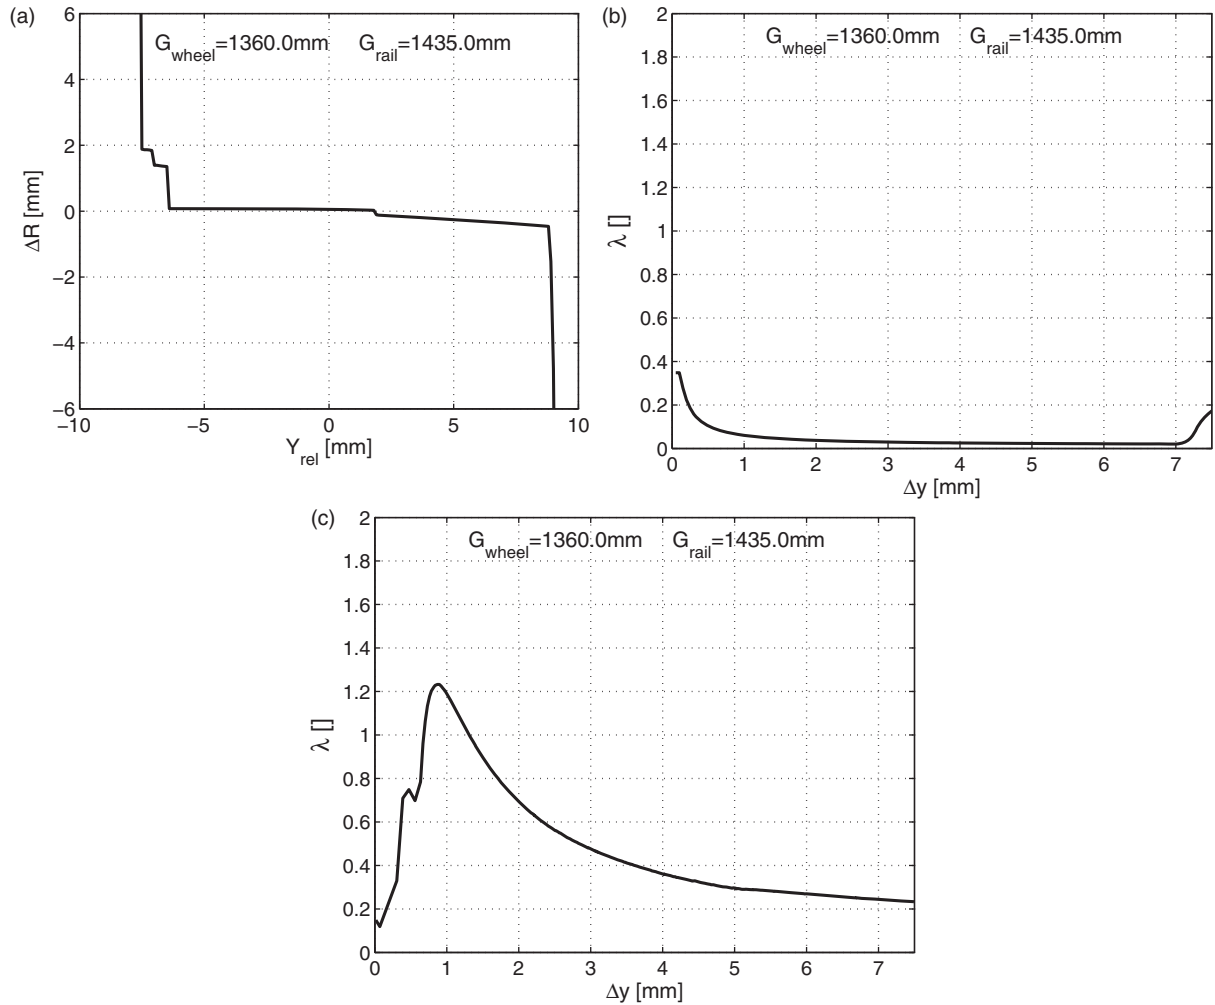 (a)
G_wheel=1360.0mm G_rail=1435.0mm
6
4
2
0
−2
−4
−6
ΔR [mm]
−10 −5 0 5 10
Y_rel [mm]
(b)
G_wheel=1360.0mm G_rail=1435.0mm
2
1.8
1.6
1.4
1.2
1
0.8
0.6
0.4
0.2
0
λ []
0 1 2 3 4 5 6 7
Δy [mm]
(c)
G_wheel=1360.0mm G_rail=1435.0mm
2
1.8
1.6
1.4
1.2
1
0.8
0.6
0.4
0.2
0
λ []
0 1 2 3 4 5 6 7
Δy [mm]